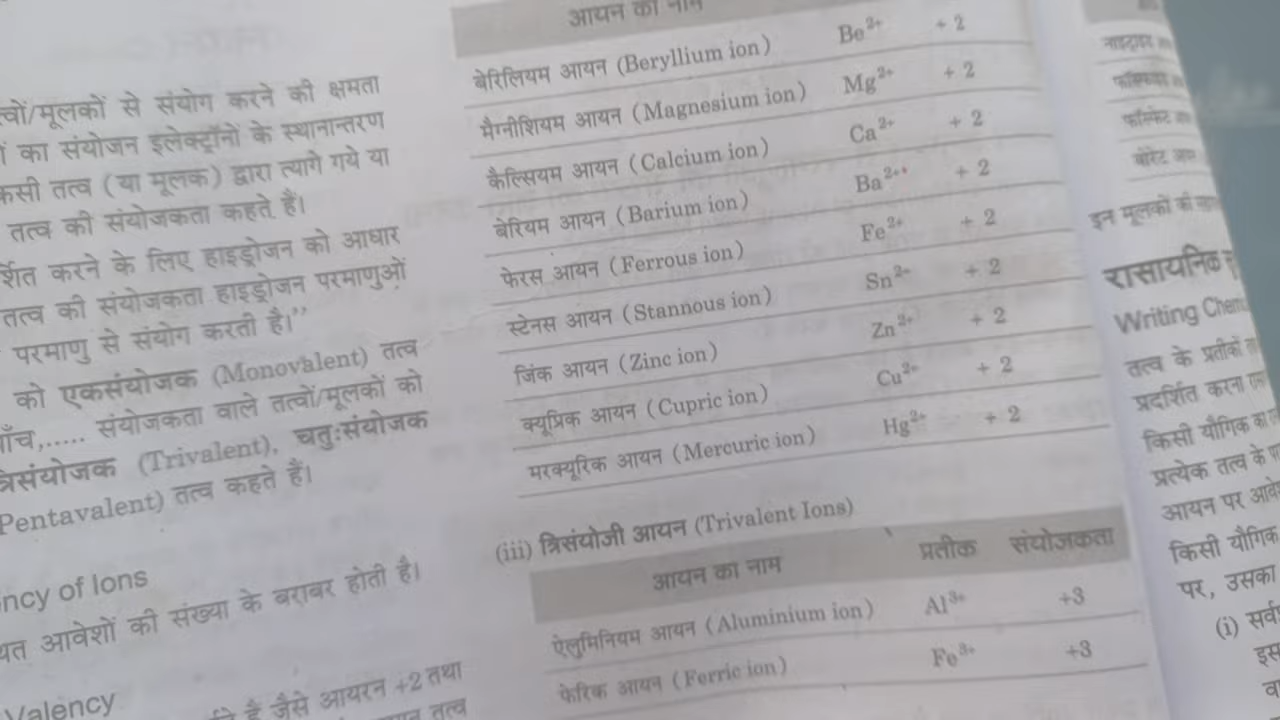 त्वों/मूलकों से संयोग करने की क्षमता
का संयोजन इलेक्ट्रॉनों के स्थानान्तरण
कसी तत्व (या मूलक) द्वारा त्यागे गये या
तत्व की संयोजकता कहते हैं।
र्शित करने के लिए हाइड्रोजन को आधार
तत्व की संयोजकता हाइड्रोजन परमाणुओं
परमाणु से संयोग करती है।”
को एकसंयोजक (Monovalent) तत्व
पाँच,...... संयोजकता वाले तत्वों/मूलकों को
त्रिसंयोजक (Trivalent), चतुःसंयोजक
Pentavalent) तत्व कहते हैं।
ncy of Ions
यत आवेशों की संख्या के बराबर होती है।
Valency
है जैसे आयरन +2 तथा
तत्व
आयन का नाम
बेरिलियम आयन (Beryllium ion) Be²⁺ + 2
मैग्नीशियम आयन (Magnesium ion) Mg²⁺ + 2
कैल्सियम आयन (Calcium ion) Ca²⁺ + 2
बेरियम आयन (Barium ion) Ba²⁺ + 2
फेरस आयन (Ferrous ion) Fe²⁺ + 2
स्टेनस आयन (Stannous ion) Sn²⁺ + 2
जिंक आयन (Zinc ion) Zn²⁺ + 2
क्यूप्रिक आयन (Cupric ion) Cu²⁺ + 2
मरक्यूरिक आयन (Mercuric ion) Hg²⁺ + 2
(iii) त्रिसंयोजी आयन (Trivalent Ions)
आयन का नाम प्रतीक संयोजकता
ऐलुमिनियम आयन (Aluminium ion) Al³⁺ +3
फेरिक आयन (Ferric ion) Fe³⁺ +3
नाइट्राइड
फॉस्फेट
बोरेट
इन मूलकों की
रासायनिक
Writing Chem
तत्व के प्रतीकों
प्रदर्शित करना
किसी यौगिक का
प्रत्येक तत्व के
आयन पर आवे
किसी यौगिक
पर, उसका
(i) सर्व
इस
वा